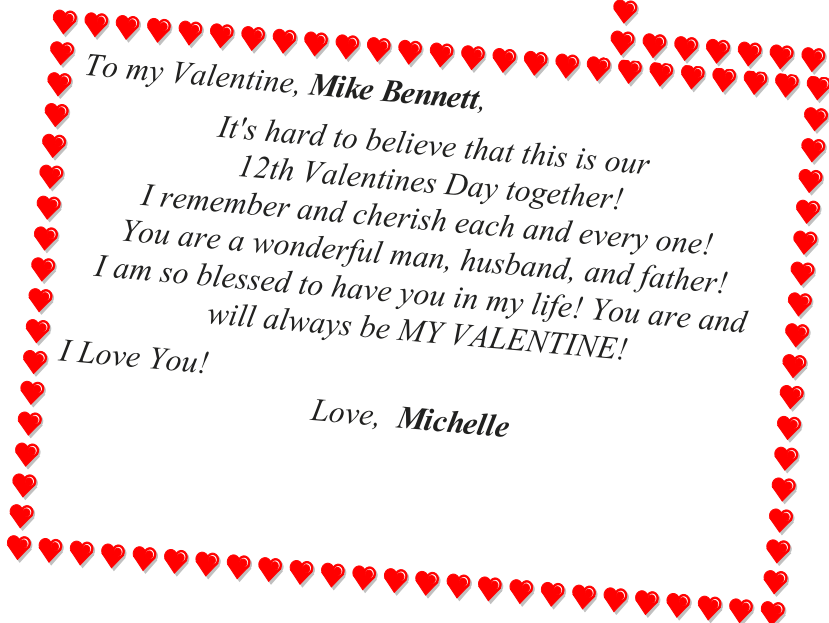 To my Valentine, Mike Bennett,
It's hard to believe that this is our
12th Valentines Day together!
I remember and cherish each and every one!
You are a wonderful man, husband, and father!
I am so blessed to have you in my life! You are and
will always be MY VALENTINE!
I Love You!
Love, Michelle